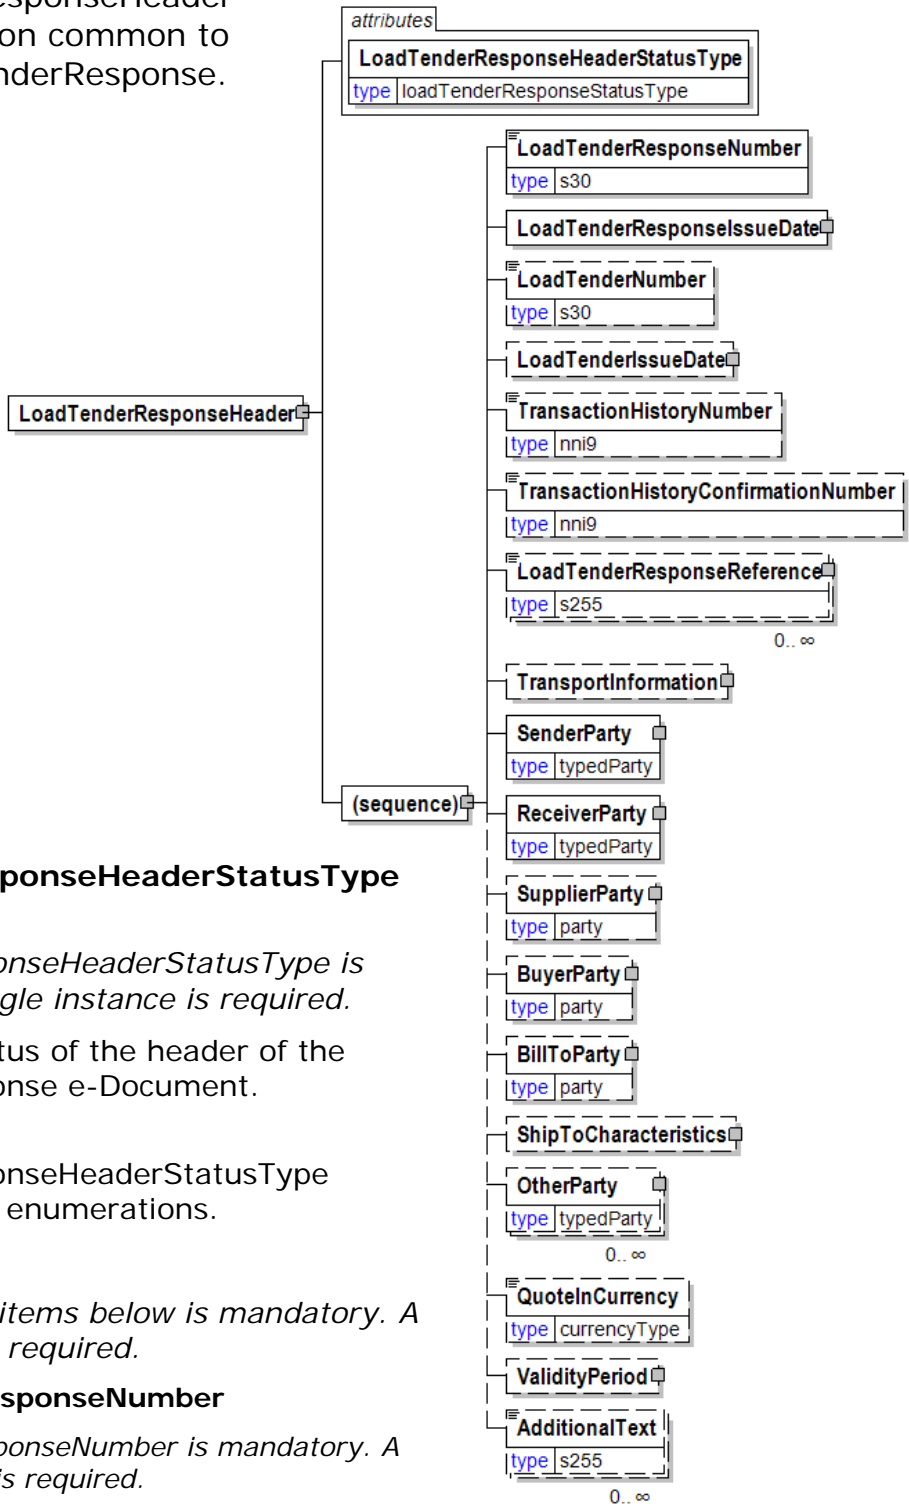 esponseHeader
on common to
nderResponse.
attributes
LoadTenderResponseHeaderStatusType
type loadTenderResponseStatusType
LoadTenderResponseNumber
type s30
LoadTenderResponseIssueDate
LoadTenderNumber
type s30
LoadTenderIssueDate
LoadTenderResponseHeader
TransactionHistoryNumber
type nni9
TransactionHistoryConfirmationNumber
type nni9
LoadTenderResponseReference
type s255
0..∞
TransportInformation
SenderParty
type typedParty
(sequence)
ReceiverParty
type typedParty
SupplierParty
type party
BuyerParty
type party
BillToParty
type party
ShipToCharacteristics
OtherParty
type typedParty
0..∞
QuoteInCurrency
type currencyType
ValidityPeriod
AdditionalText
type s255
0..∞
ponseHeaderStatusType
onseHeaderStatusType is
gle instance is required.
tus of the header of the
onse e-Document.
onseHeaderStatusType
enumerations.
items below is mandatory. A
required.
sponseNumber
ponseNumber is mandatory. A
is required.